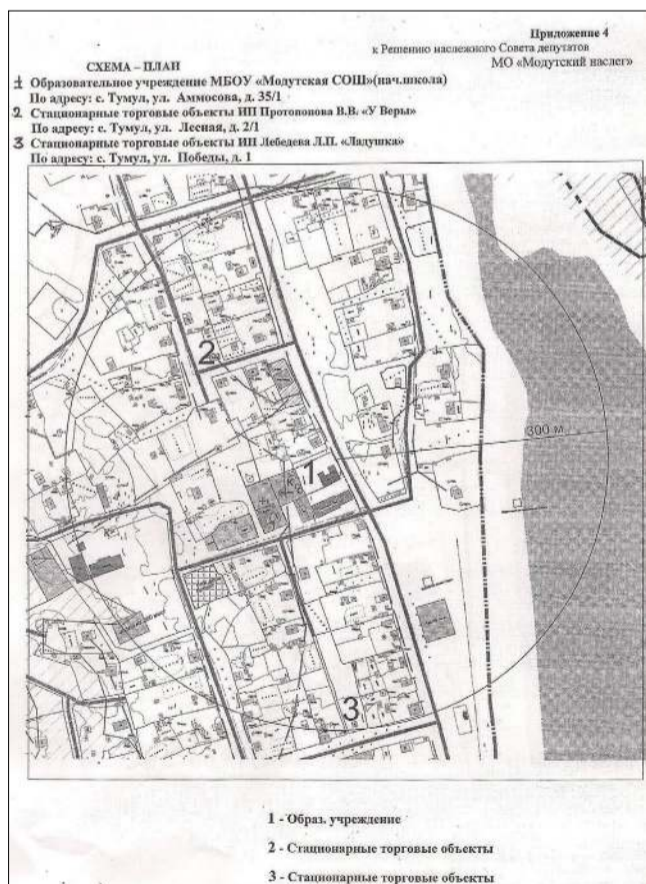 Приложение 4
к Решению наслежного Совета депутатов
МО «Модутский наслег»
СХЕМА – ПЛАН
1 Образовательное учреждение МБОУ «Модутская СОШ»(нач.школа)
По адресу: с. Тумул, ул. Аммосова, д. 35/1
2 Стационарные торговые объекты ИП Протопопова В.В. «У Веры»
По адресу: с. Тумул, ул. Лесная, д. 2/1
3 Стационарные торговые объекты ИП Лебедева Л.П. «Ладушка»
По адресу: с. Тумул, ул. Победы, д. 1
2
300 м
1
3
1 - Образ. учреждение
2 - Стационарные торговые объекты
3 - Стационарные торговые объекты